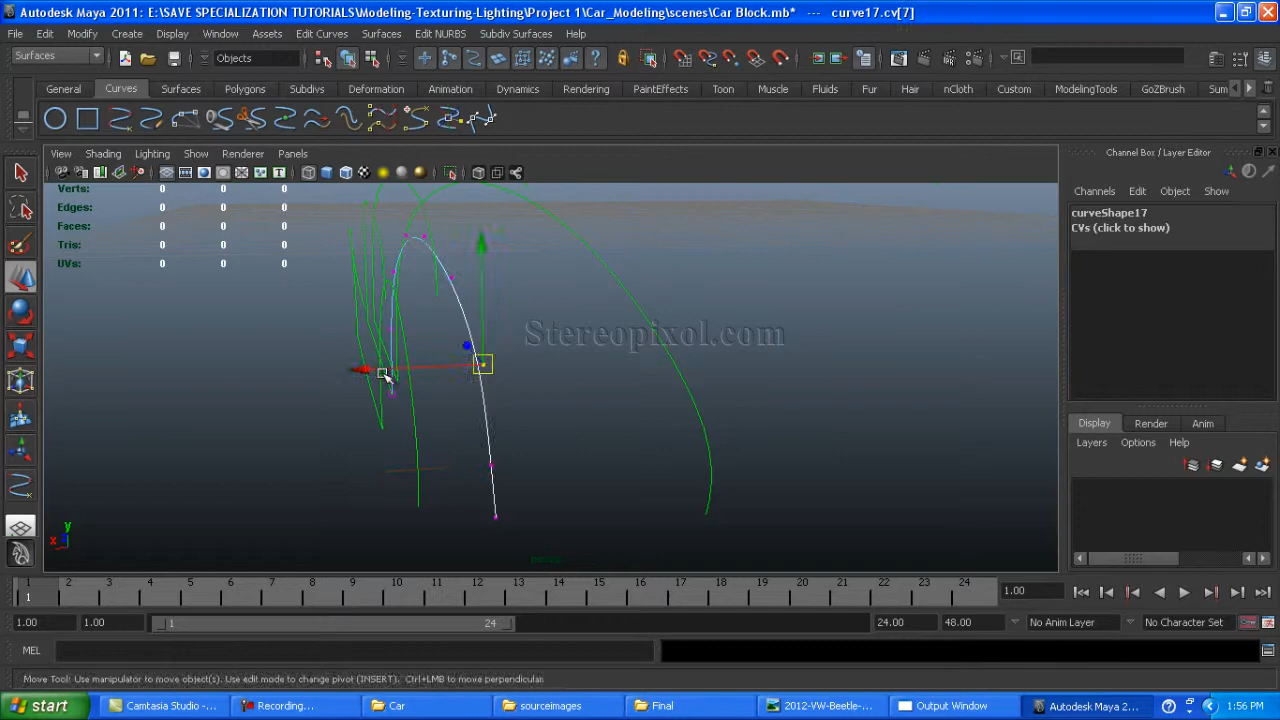 Autodesk Maya 2011: E:\SAVE SPECIALIZATION TUTORIALS\Modeling-Texturing-Lighting\Project 1\Car_Modeling\scenes\Car Block.mb* --- curve17.cv[7]
File Edit Modify Create Display Window Assets Edit Curves Surfaces Edit NURBS Subdiv Surfaces Help
Surfaces Objects
General Curves Surfaces Polygons Subdivs Deformation Animation Dynamics Rendering PaintEffects Toon Muscle Fluids Fur Hair nCloth Custom ModelingTools GoZBrush Sum
View Shading Lighting Show Renderer Panels
Channel Box / Layer Editor
Channels Edit Object Show
Verts: 0 0 0
Edges: 0 0 0
Faces: 0 0 0
Tris: 0 0 0
UVs: 0 0 0
curveShape17
CVs (click to show)
Stereopixol.com
Display Render Anim
Layers Options Help
y
x
persp
1 2 3 4 5 6 7 8 9 10 11 12 13 14 15 16 17 18 19 20 21 22 23 24
1 1.00
1.00 1.00 1 24 24.00 48.00 No Anim Layer No Character Set
MEL
Move Tool: Use manipulator to move object(s). Use edit mode to change pivot (INSERT). Ctrl+LMB to move perpendicular.
start Camtasia Studio - ... Recording... Car sourceimages Final 2012-VW-Beetle-... Output Window Autodesk Maya 2... 1:56 PM